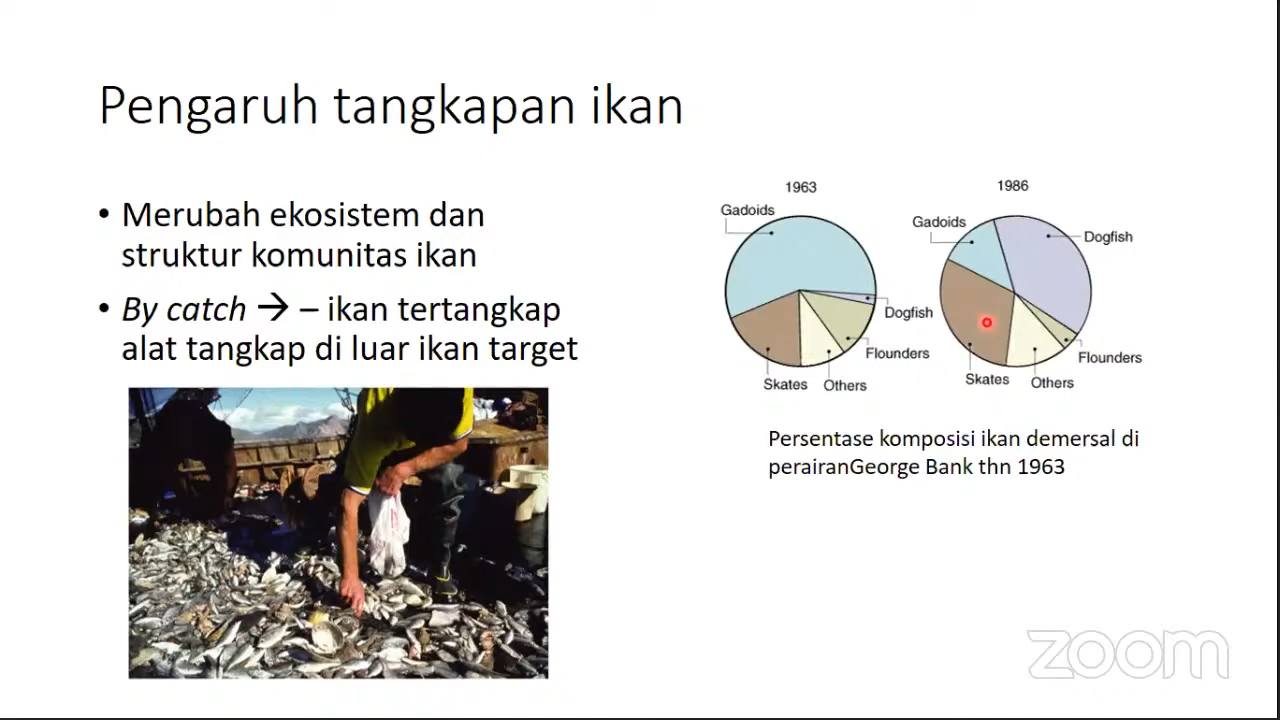 Pengaruh tangkapan ikan
• Merubah ekosistem dan
struktur komunitas ikan
• By catch → – ikan tertangkap
alat tangkap di luar ikan target
1963
Gadoids
Dogfish
Flounders
Skates
Others
1986
Gadoids
Dogfish
Flounders
Skates
Others
Persentase komposisi ikan demersal di
perairanGeorge Bank thn 1963
zoom